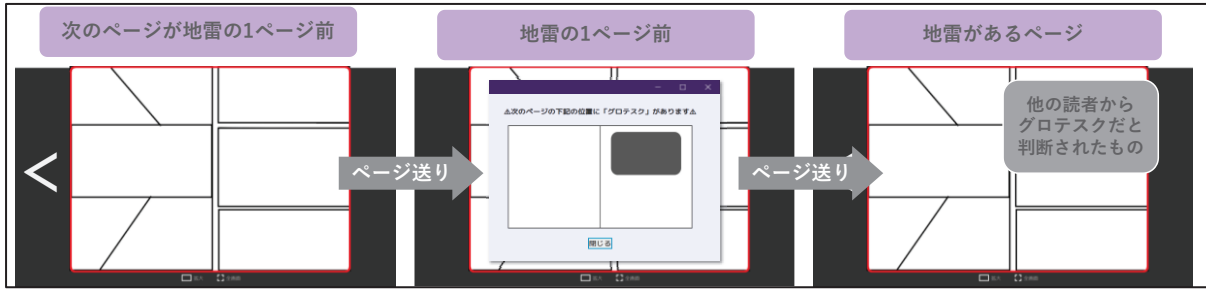 次のページが地雷の1ページ前
地雷の1ページ前
地雷があるページ
⚠次のページの下記の位置に「グロテスク」があります⚠
他の読者から
グロテスクだと
判断されたもの
<
ページ送り
ページ送り
閉じる
全画面